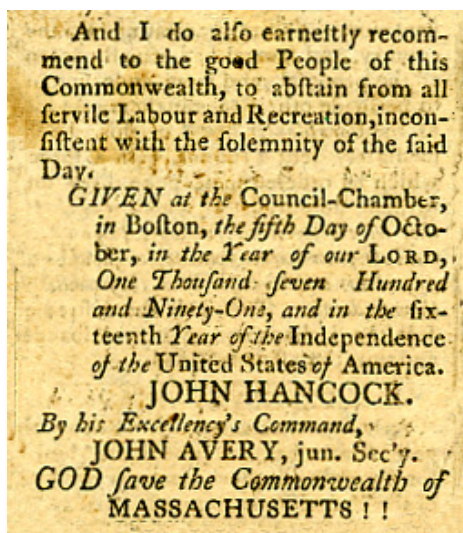 And I do alſo earneſtly recom-
mend to the good People of this
Commonwealth, to abſtain from all
ſervile Labour and Recreation, incon-
ſiſtent with the ſolemnity of the ſaid
Day.
GIVEN at the Council-Chamber,
in Boſton, the fifth Day of Octo-
ber, in the Year of our LORD,
One Thouſand ſeven Hundred
and Ninety-One, and in the ſix-
teenth Year of the Independence
of the United States of America.
JOHN HANCOCK.
By his Excellency's Command,
JOHN AVERY, jun. Sec'y.
GOD ſave the Commonwealth of
MASSACHUSETTS ! !